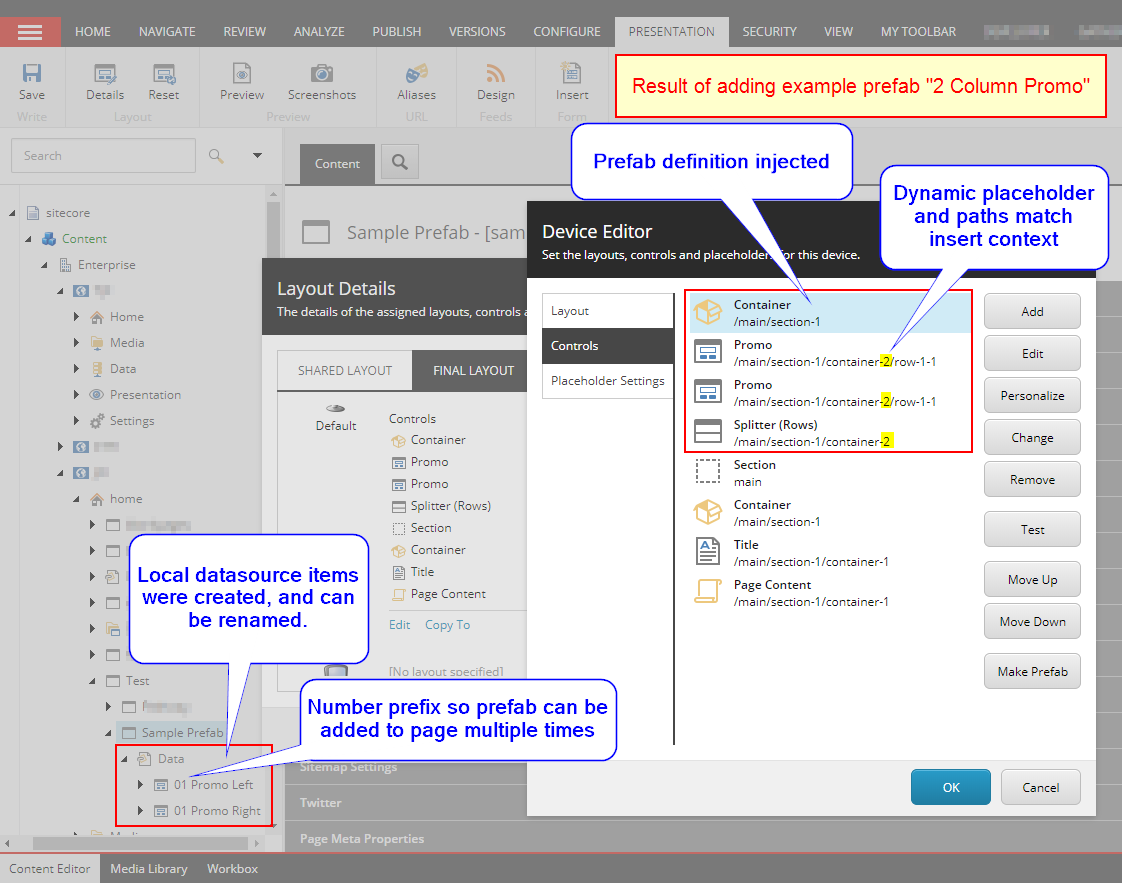 HOME NAVIGATE REVIEW ANALYZE PUBLISH VERSIONS CONFIGURE PRESENTATION SECURITY VIEW MY TOOLBAR
Save Details Reset Preview Screenshots Aliases Design Insert
Write Layout Preview URL Feeds Form
Result of adding example prefab "2 Column Promo"
Search
Content
Prefab definition injected
Dynamic placeholder
and paths match
insert context
sitecore
Content
Enterprise
Home
Media
Data
Presentation
Settings
home
Test
Sample Prefab
Data
01 Promo Left
01 Promo Right
Local datasource items
were created, and can
be renamed.
Number prefix so prefab can be
added to page multiple times
Sample Prefab - [sam
Layout Details
The details of the assigned layouts, controls a
SHARED LAYOUT FINAL LAYOUT
Default
Controls
Container
Promo
Promo
Splitter (Rows)
Section
Container
Title
Page Content
Edit Copy To
[No layout specified]
Sitemap Settings
Twitter
Page Meta Properties
Device Editor
Set the layouts, controls and placeholders for this device.
Layout
Controls
Placeholder Settings
Container
/main/section-1
Promo
/main/section-1/container-2/row-1-1
Promo
/main/section-1/container-2/row-1-1
Splitter (Rows)
/main/section-1/container-2
Section
main
Container
/main/section-1
Title
/main/section-1/container-1
Page Content
/main/section-1/container-1
Add
Edit
Personalize
Change
Remove
Test
Move Up
Move Down
Make Prefab
OK Cancel
Content Editor Media Library Workbox